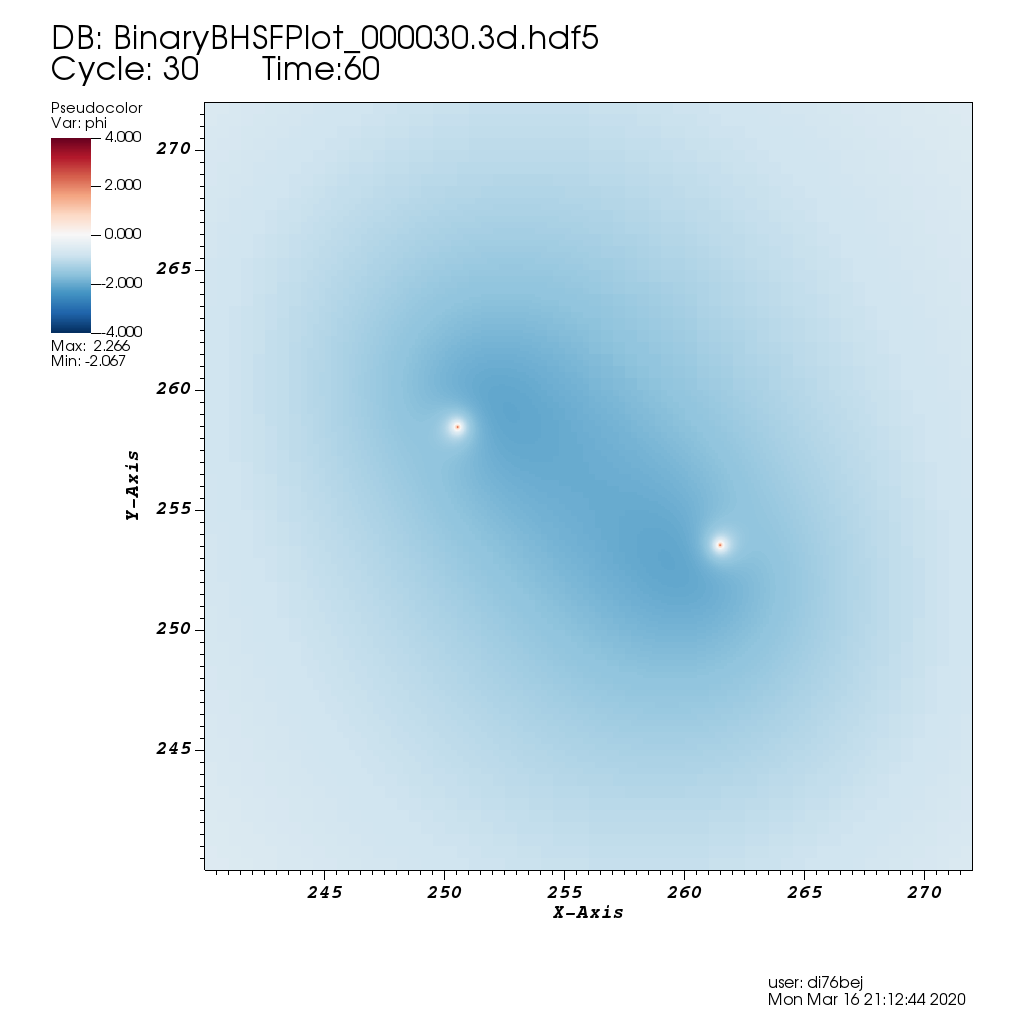 DB: BinaryBHSFPlot_000030.3d.hdf5
Cycle: 30 Time:60
Pseudocolor
Var: phi
4.000
2.000
0.000
-2.000
-4.000
Max: 2.266
Min: -2.067
270
265
260
255
250
245
Y-Axis
245 250 255 260 265 270
X-Axis
user: di76bej
Mon Mar 16 21:12:44 2020